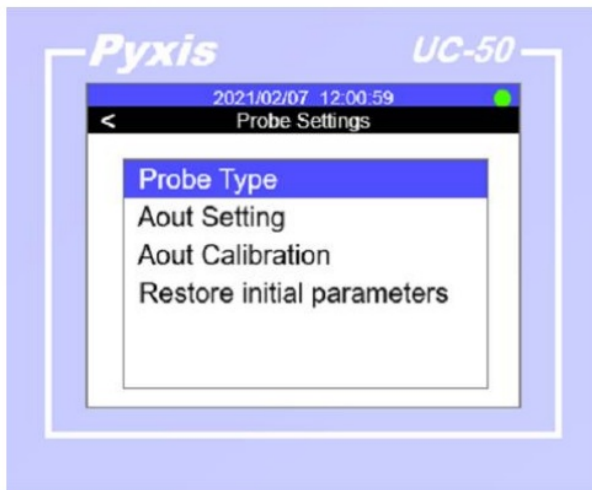 Pyxis UC-50
2021/02/07 12:00:59
< Probe Settings
Probe Type
Aout Setting
Aout Calibration
Restore initial parameters